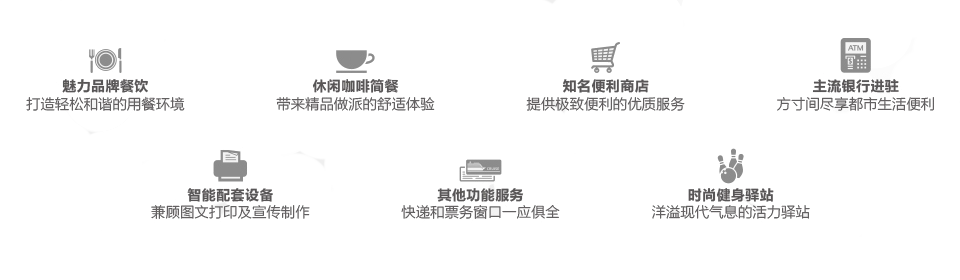 魅力品牌餐饮
打造轻松和谐的用餐环境
休闲咖啡简餐
带来精品做派的舒适体验
知名便利商店
提供极致便利的优质服务
ATM
主流银行进驻
方寸间尽享都市生活便利
智能配套设备
兼顾图文打印及宣传制作
其他功能服务
快递和票务窗口一应俱全
时尚健身驿站
洋溢现代气息的活力驿站